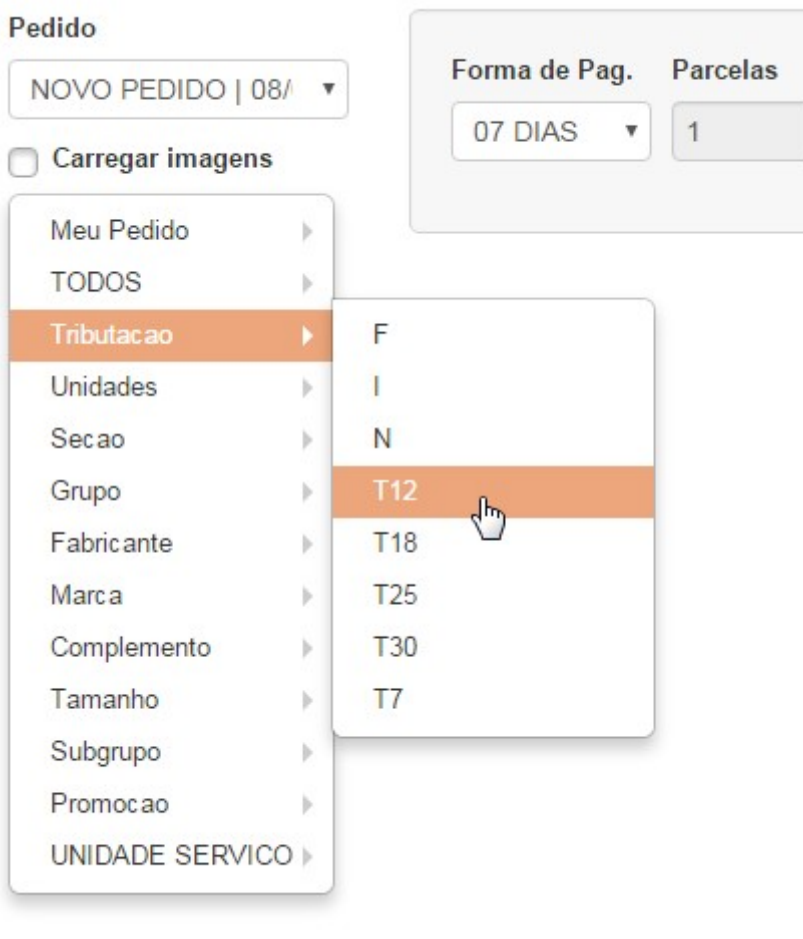 Pedido
NOVO PEDIDO | 08/
Carregar imagens
Forma de Pag. Parcelas
07 DIAS 1
Meu Pedido
TODOS
Tributacao
Unidades
Secao
Grupo
Fabricante
Marca
Complemento
Tamanho
Subgrupo
Promocao
UNIDADE SERVICO
F
I
N
T12
T18
T25
T30
T7